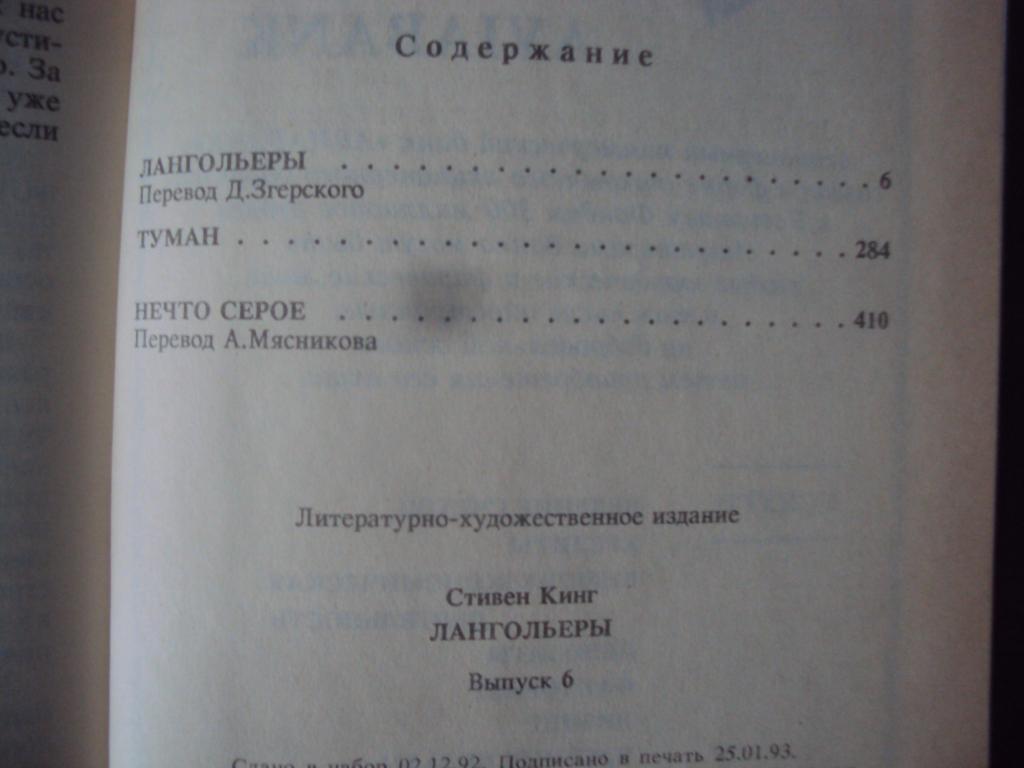 нас
усти-
о. За
уже
если
Содержание
ЛАНГОЛЬЕРЫ . . . . . . . . . . . . . . . . . . . . . . 6
Перевод Д.Згерского
ТУМАН . . . . . . . . . . . . . . . . . . . . . . . . . 284
НЕЧТО СЕРОЕ . . . . . . . . . . . . . . . . . . . . . 410
Перевод А.Мясникова
Литературно-художественное издание
Стивен Кинг
ЛАНГОЛЬЕРЫ
Выпуск 6
Сдано в набор 02.12.92. Подписано в печать 25.01.93.